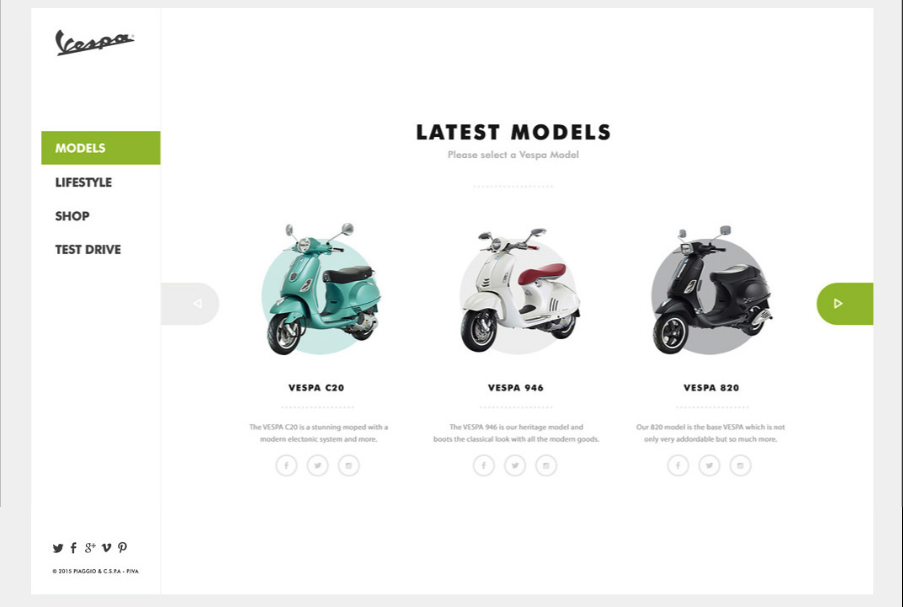 Vespa
MODELS
LIFESTYLE
SHOP
TEST DRIVE
LATEST MODELS
Please select a Vespa Model
VESPA C20
The VESPA C20 is a stunning moped with a
modern electonic system and more.
VESPA 946
The VESPA 946 is our heritage model and
boots the classical look with all the modern goods.
VESPA 820
Our 820 model is the base VESPA which is not
only very addordable but so much more.
© 2015 PIAGGIO & C.S.P.A - P.IVA